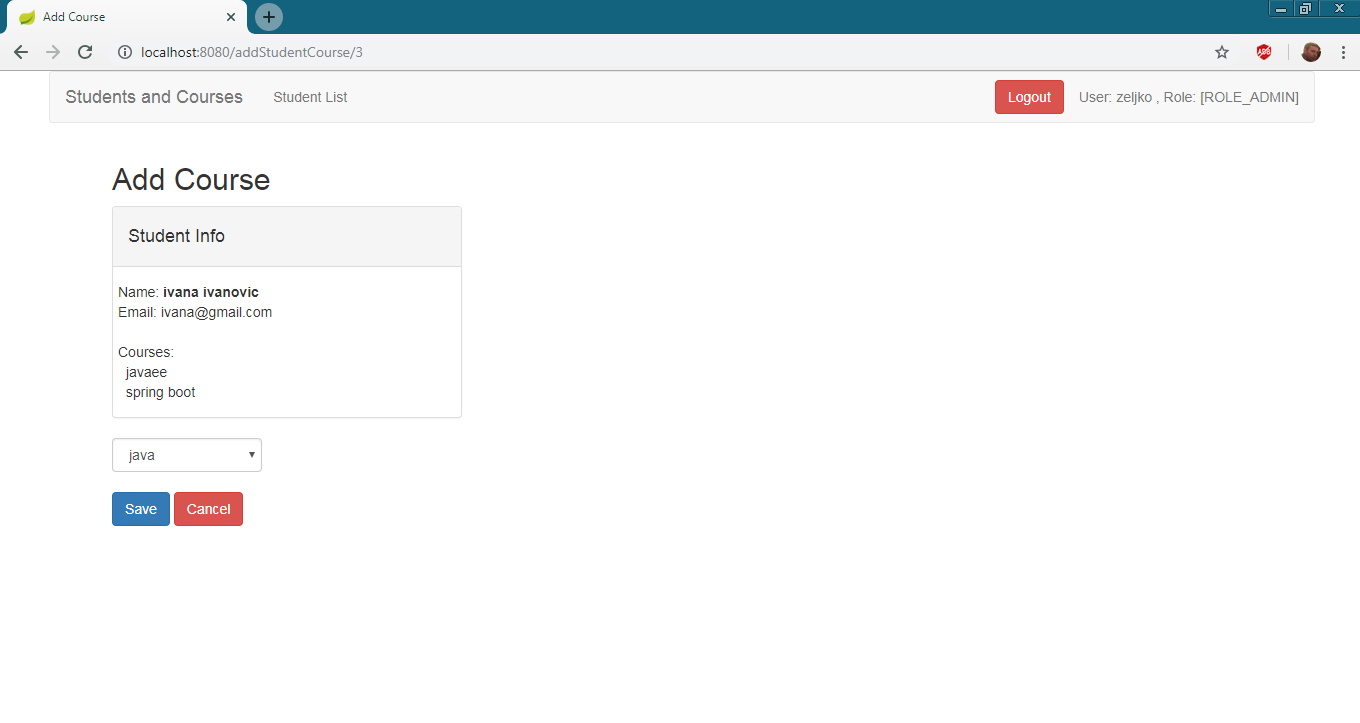 Add Course
localhost:8080/addStudentCourse/3
ABP
Students and Courses Student List Logout User: zeljko , Role: [ROLE_ADMIN]
Add Course
Student Info
Name: ivana ivanovic
Email: ivana@gmail.com
Courses:
javaee
spring boot
java
Save Cancel